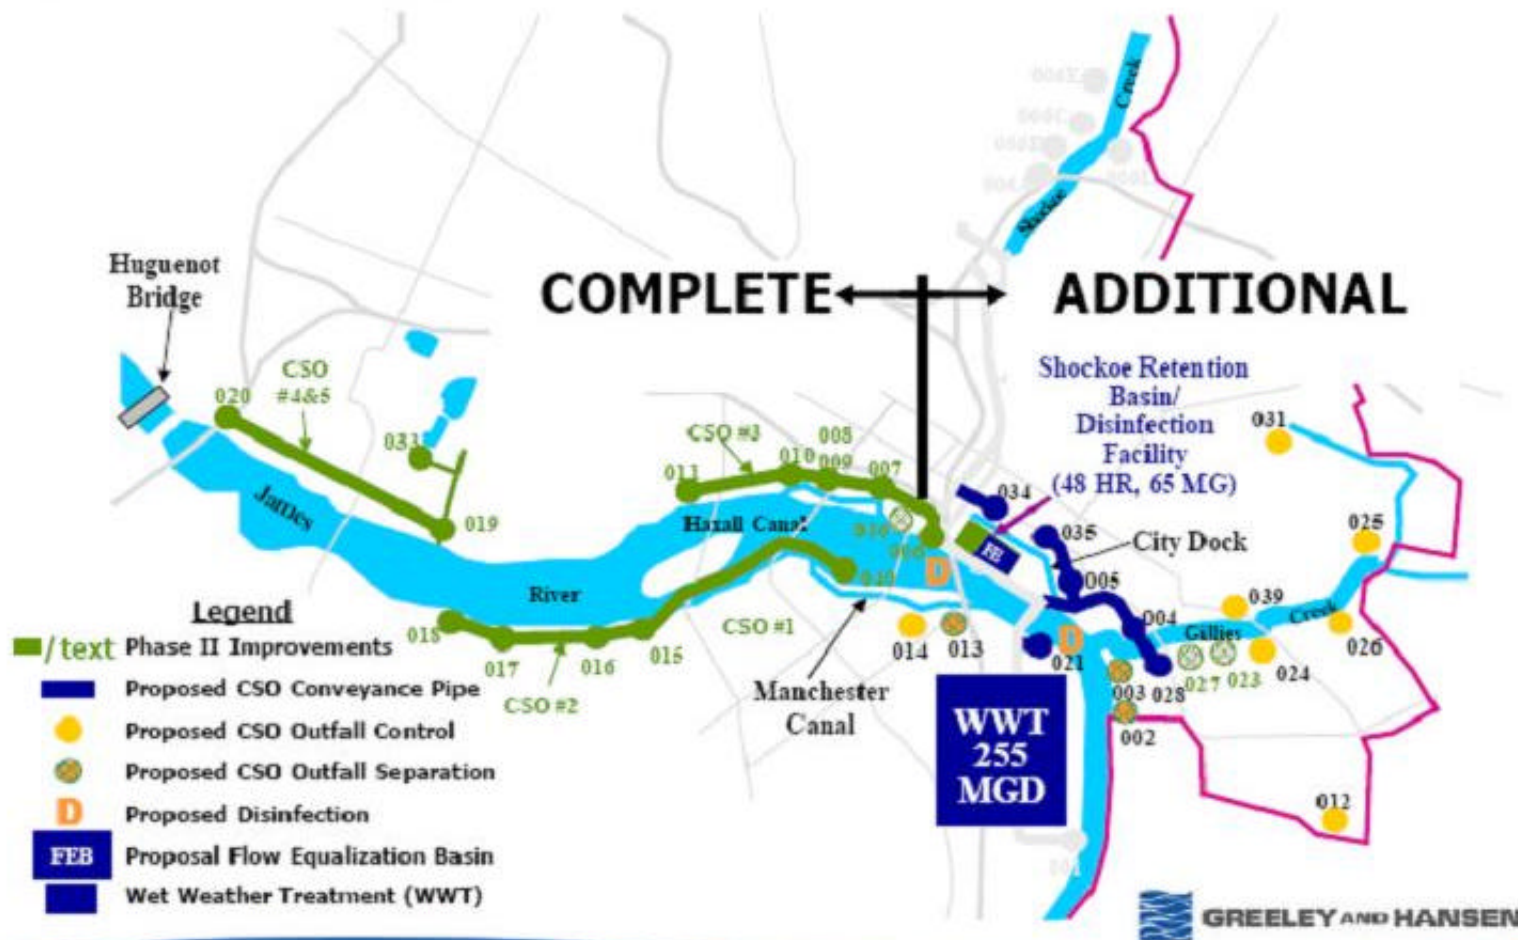 Creek
Shockoe
Huguenot
Bridge
COMPLETE
ADDITIONAL
Shockoe Retention
Basin/
Disinfection
Facility
(48 HR, 65 MG)
CSO
#4&5
020
033
019
CSO #3
008
010
009
007
011
034
031
035
025
James
Haxall Canal
FE
City Dock
D
005
039
River
040
004
Gillies
Creek
Legend
018
017
016
015
CSO #1
014
013
D
021
026
024
023
027
028
003
002
/ text Phase II Improvements
Proposed CSO Conveyance Pipe
CSO #2
Manchester
Canal
WWT
255
MGD
Proposed CSO Outfall Control
Proposed CSO Outfall Separation
012
D Proposed Disinfection
FEB Proposal Flow Equalization Basin
Wet Weather Treatment (WWT)
GREELEY AND HANSEN